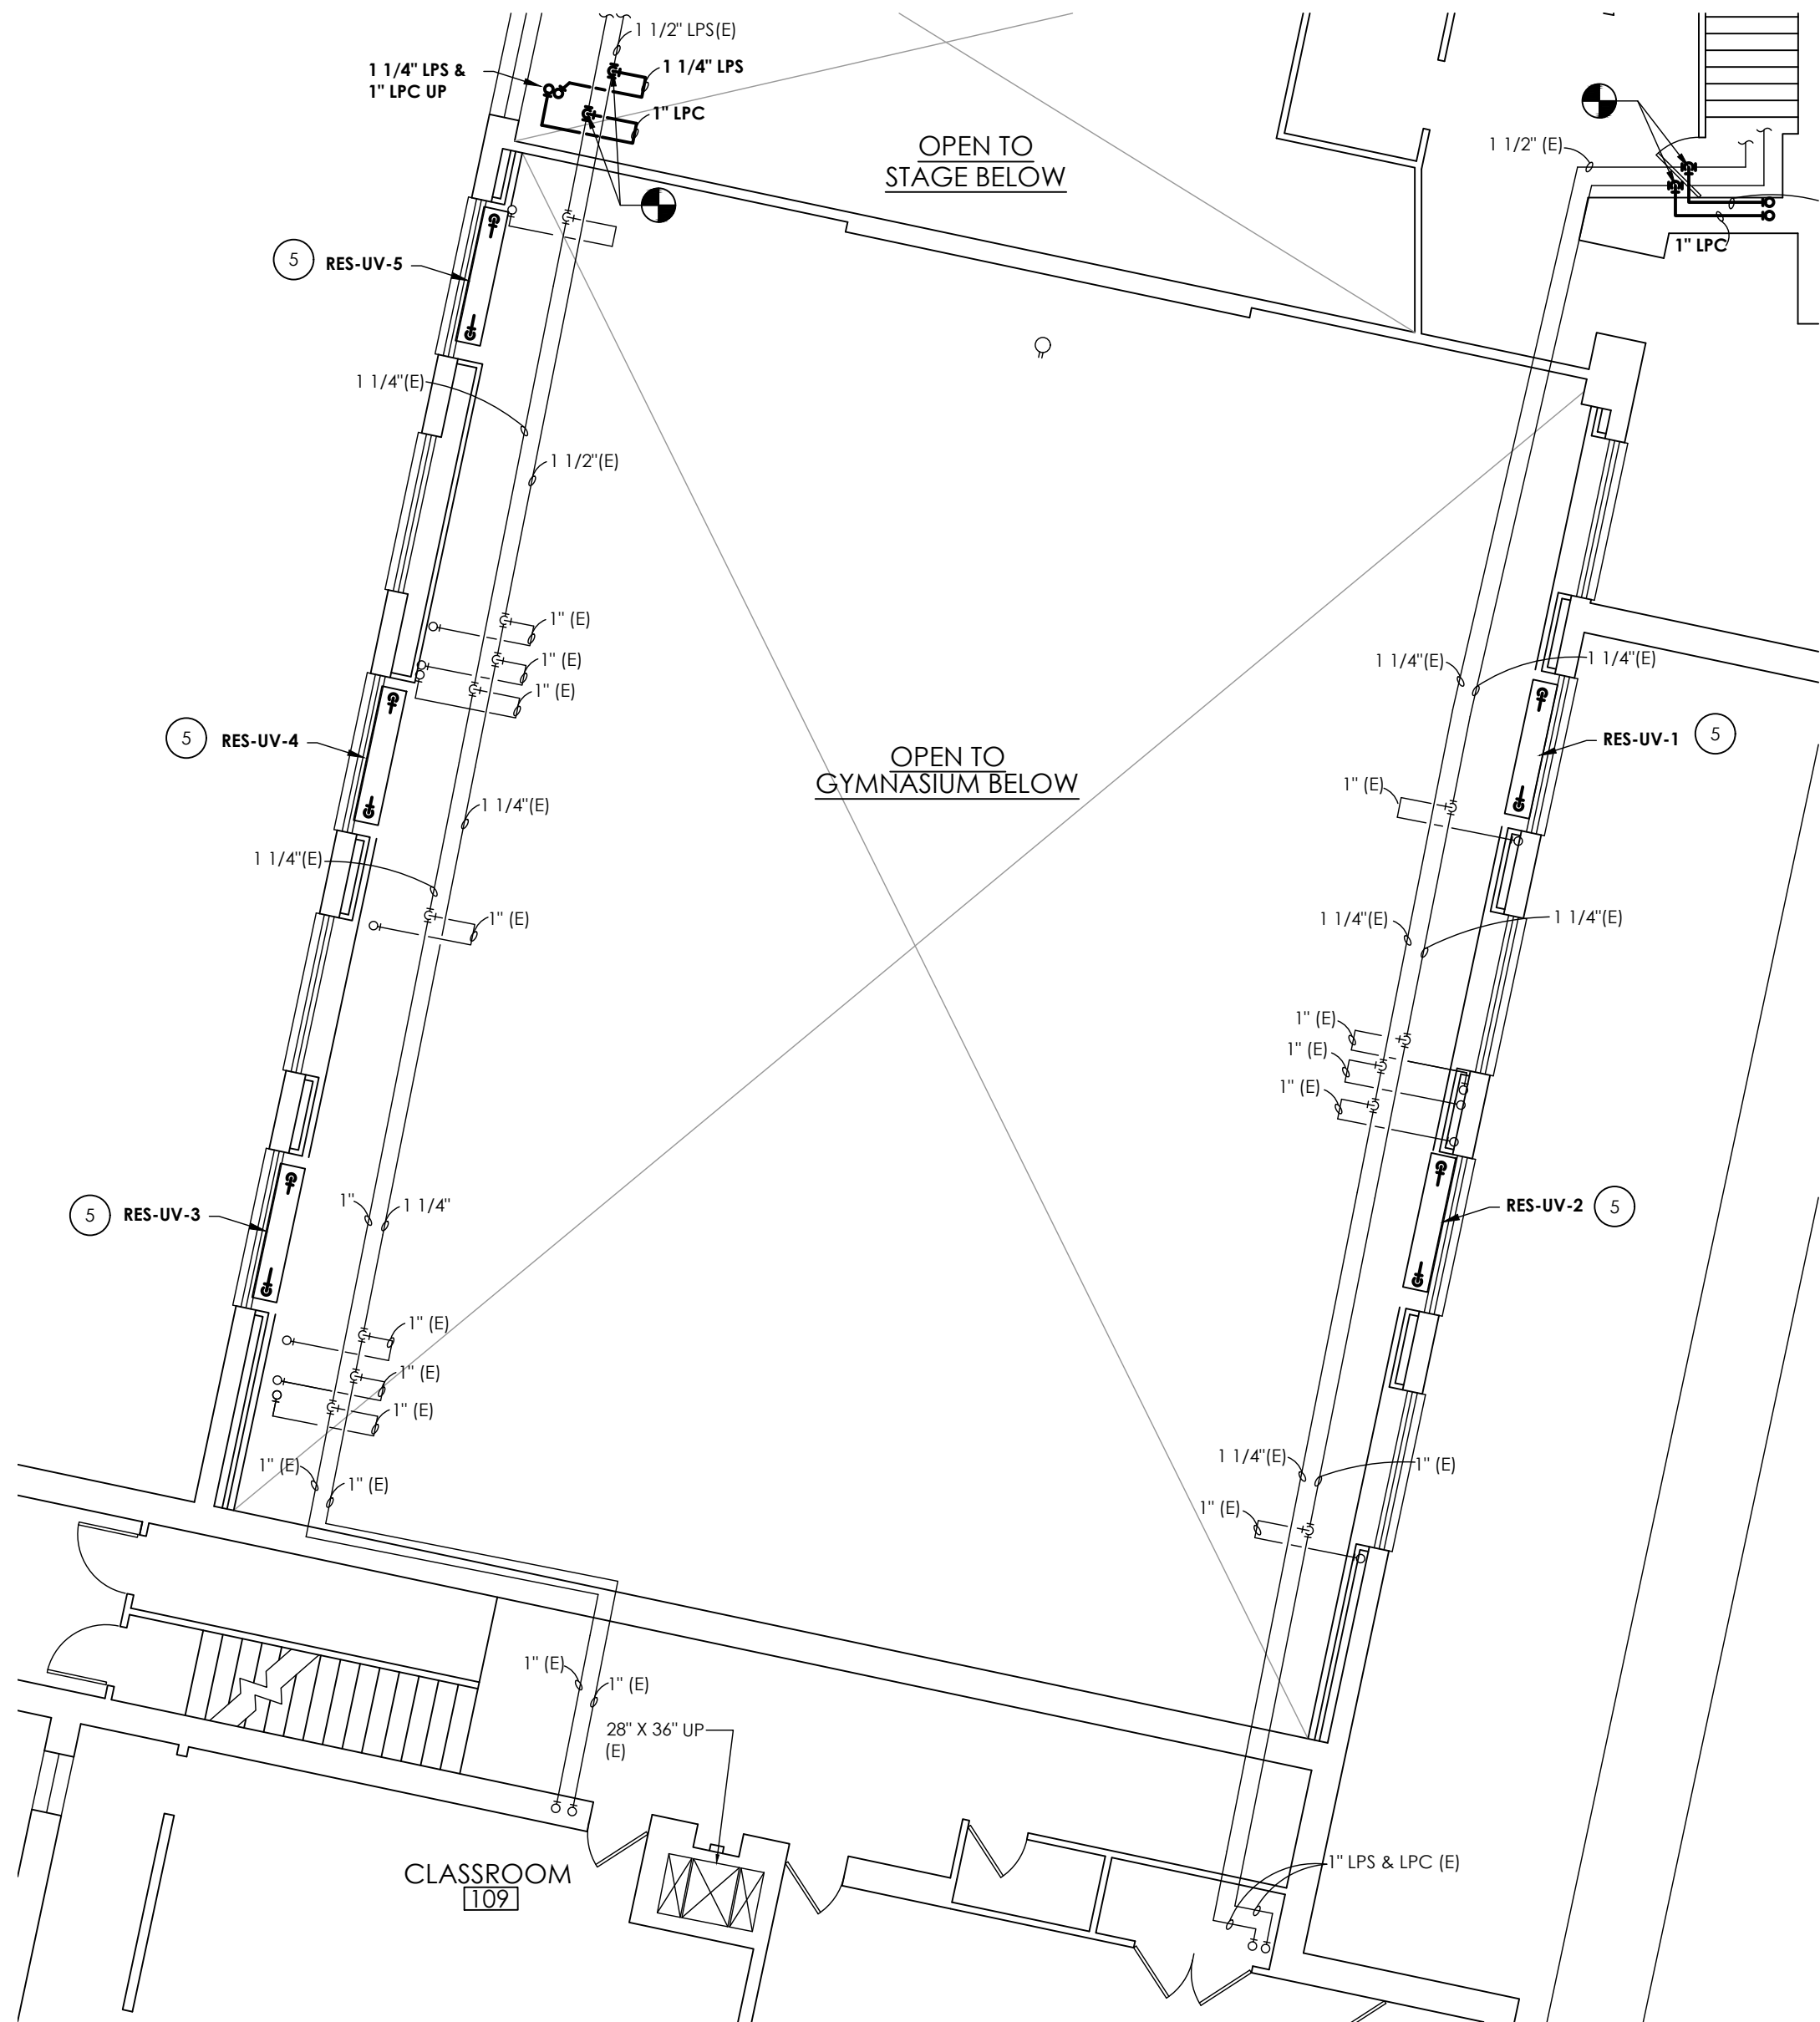 1 1/2" LPS(E)
1 1/4" LPS &
1" LPC UP
1 1/4" LPS
1" LPC
OPEN TO
STAGE BELOW
1 1/2" (E)
1" LPC
5
RES-UV-5
1 1/4"(E)
1 1/2"(E)
1" (E)
1" (E)
1" (E)
1 1/4"(E)
1 1/4"(E)
5
RES-UV-4
RES-UV-1
5
OPEN TO
GYMNASIUM BELOW
1" (E)
1 1/4"(E)
1 1/4"(E)
1" (E)
1 1/4"(E)
1 1/4"(E)
1" (E)
1" (E)
1" (E)
5
RES-UV-3
1"
1 1/4"
RES-UV-2
5
1" (E)
1" (E)
1" (E)
1" (E)
1" (E)
1 1/4"(E)
1" (E)
1" (E)
1" (E)
1" (E)
28" X 36" UP
(E)
CLASSROOM
109
1" LPS & LPC (E)